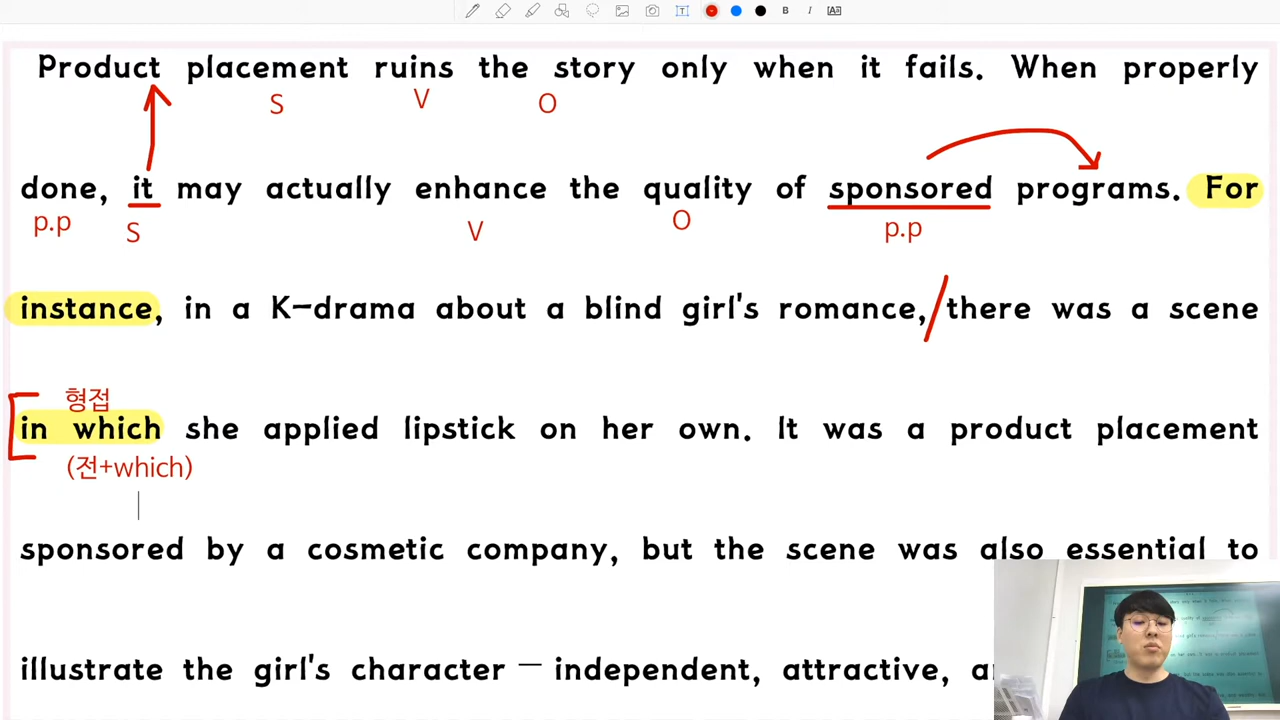 Product placement ruins the story only when it fails. When properly
S V O
done, it may actually enhance the quality of sponsored programs. For
p.p S V O p.p
instance, in a K-drama about a blind girl's romance, there was a scene
형접
in which she applied lipstick on her own. It was a product placement
(전+which)
sponsored by a cosmetic company, but the scene was also essential to
illustrate the girl's character — independent, attractive,